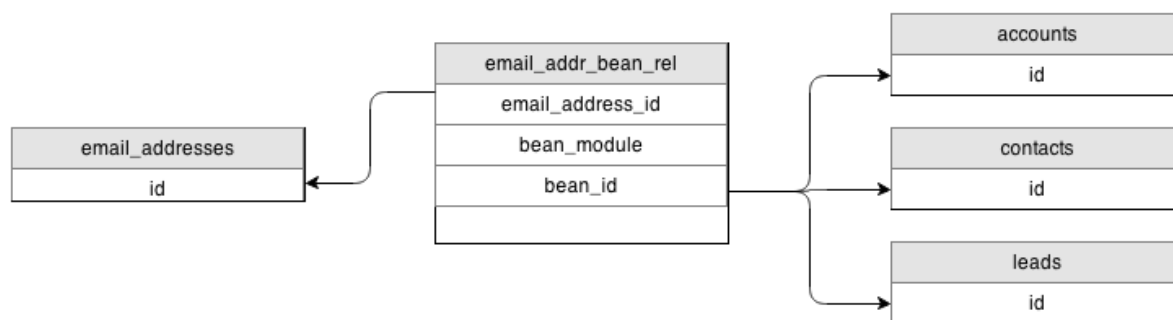 email_addresses
id
email_addr_bean_rel
email_address_id
bean_module
bean_id
accounts
id
contacts
id
leads
id